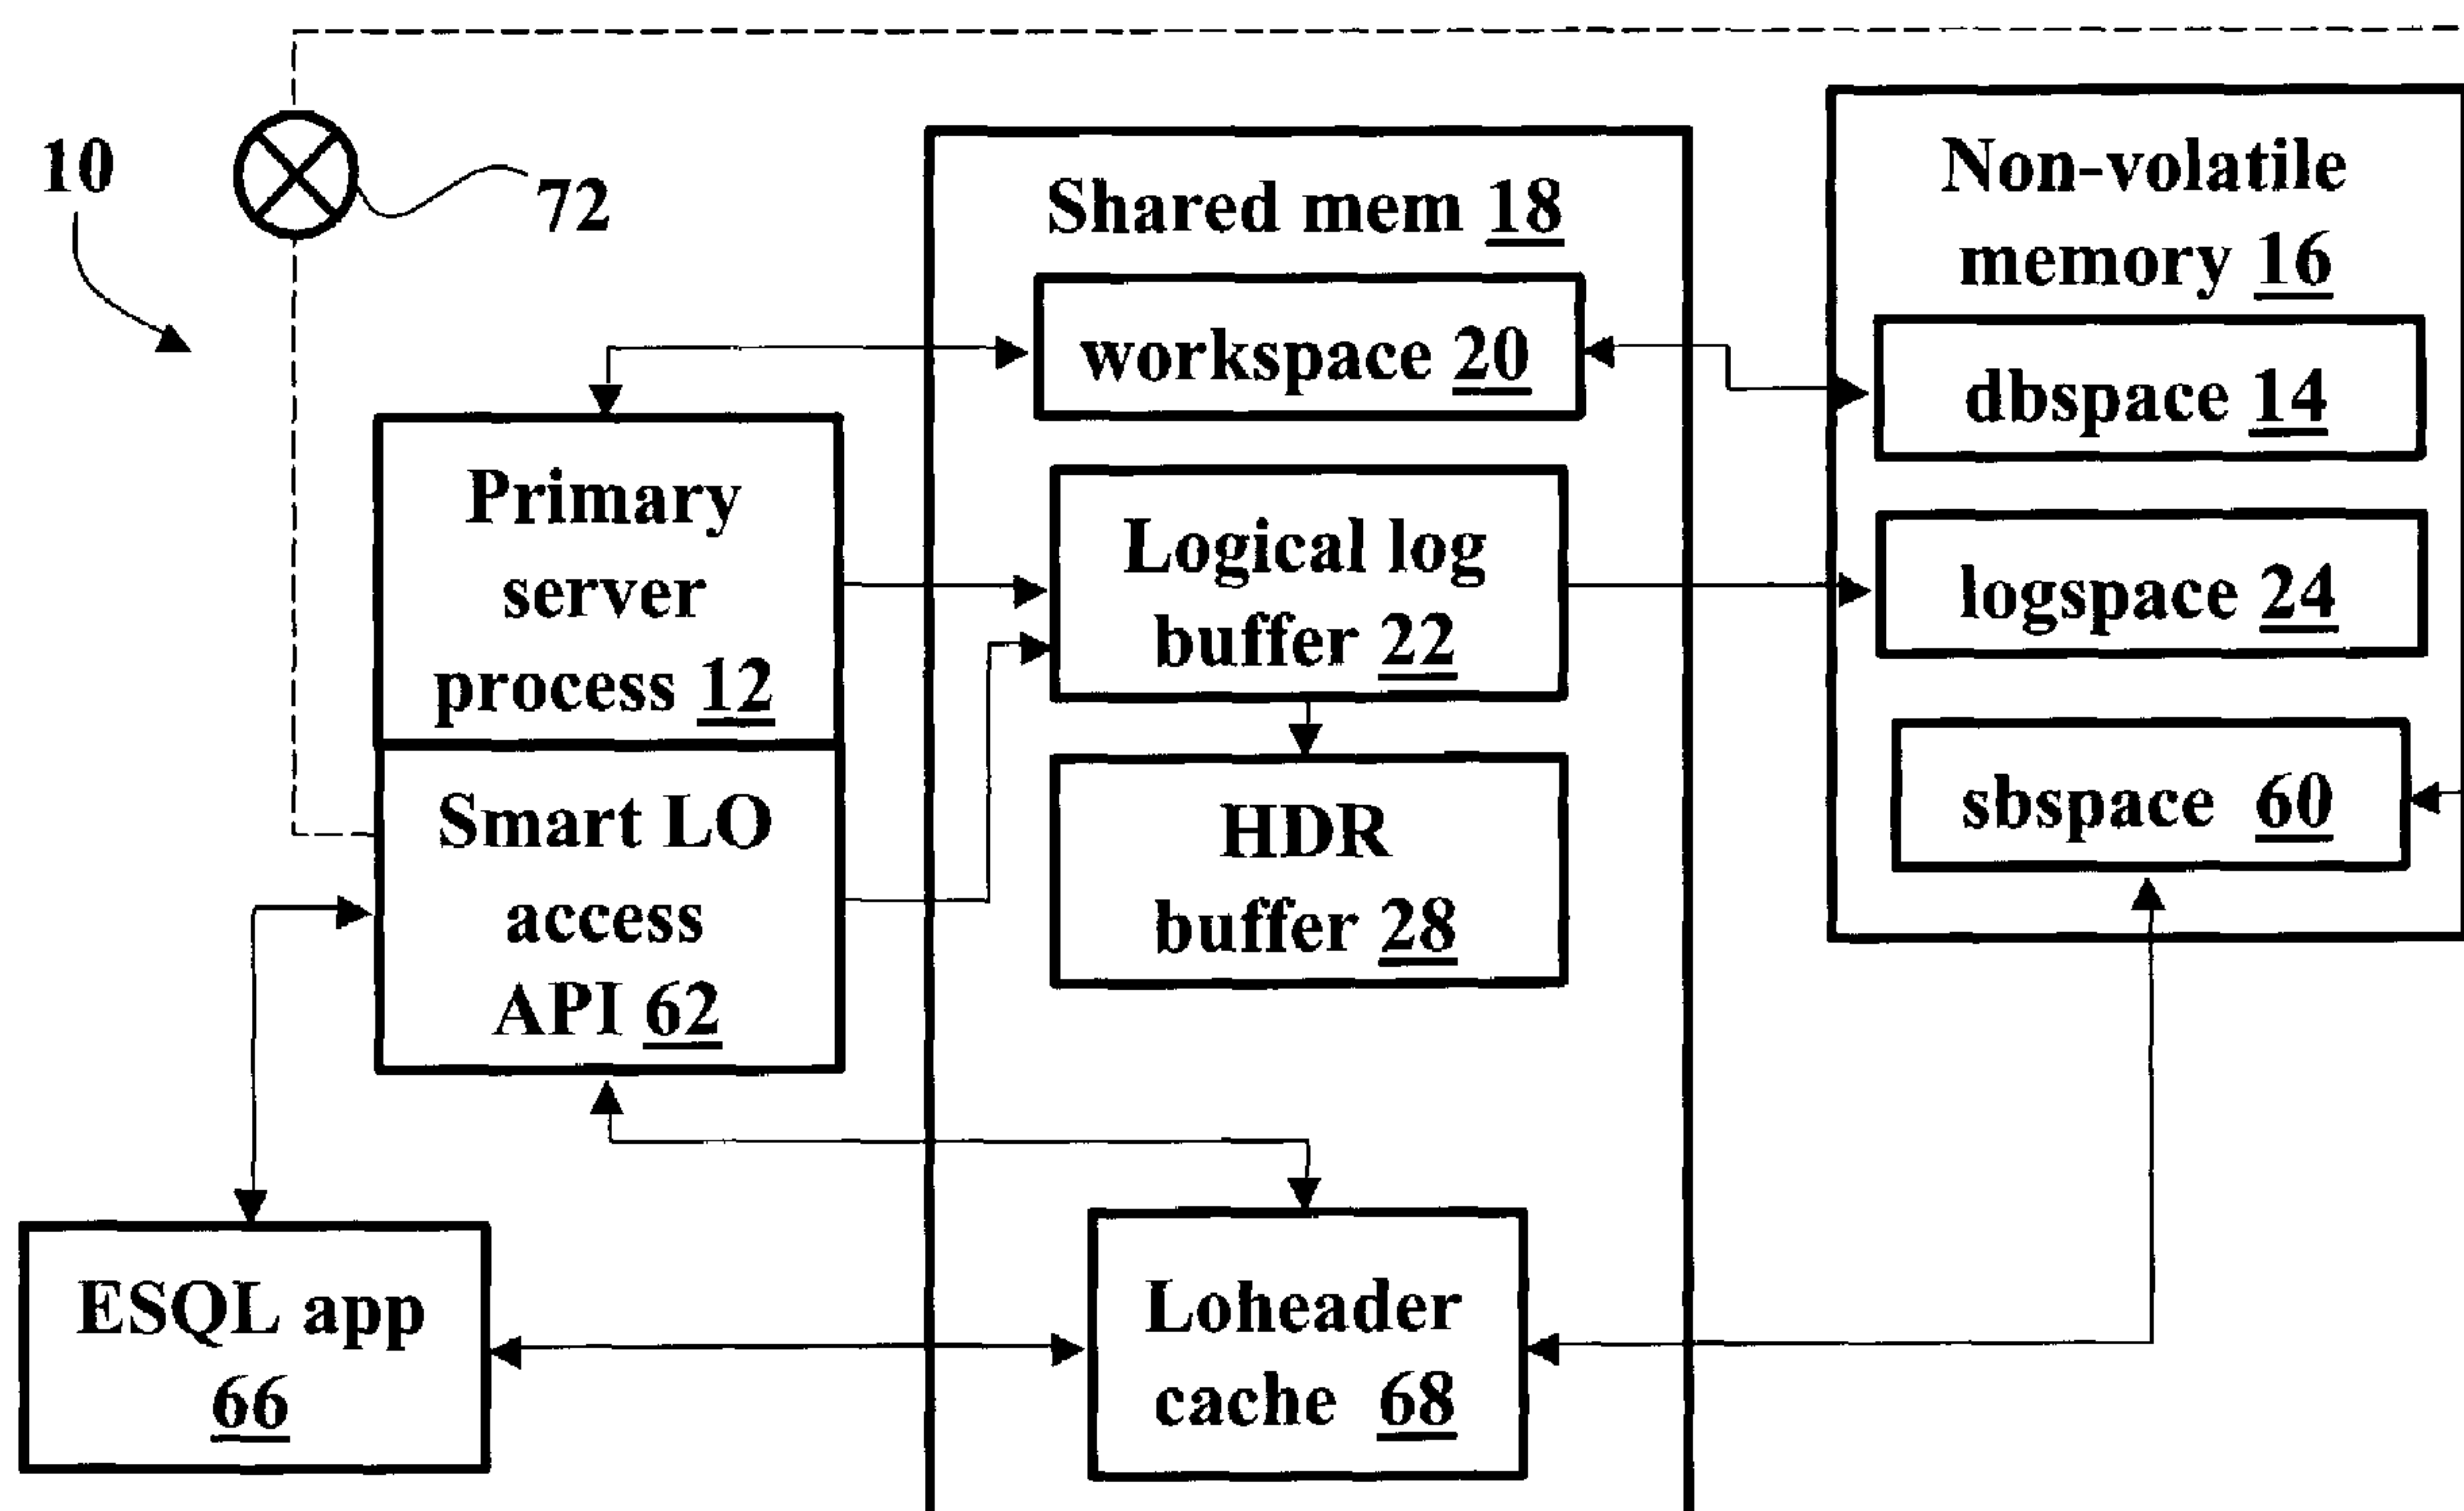 10
72
Shared mem 18
Non-volatile
memory 16
workspace 20
dbspace 14
Primary
server
process 12
Logical log
buffer 22
logspace 24
Smart LO
access
API 62
HDR
buffer 28
sbspace 60
ESQL app
66
Loheader
cache 68